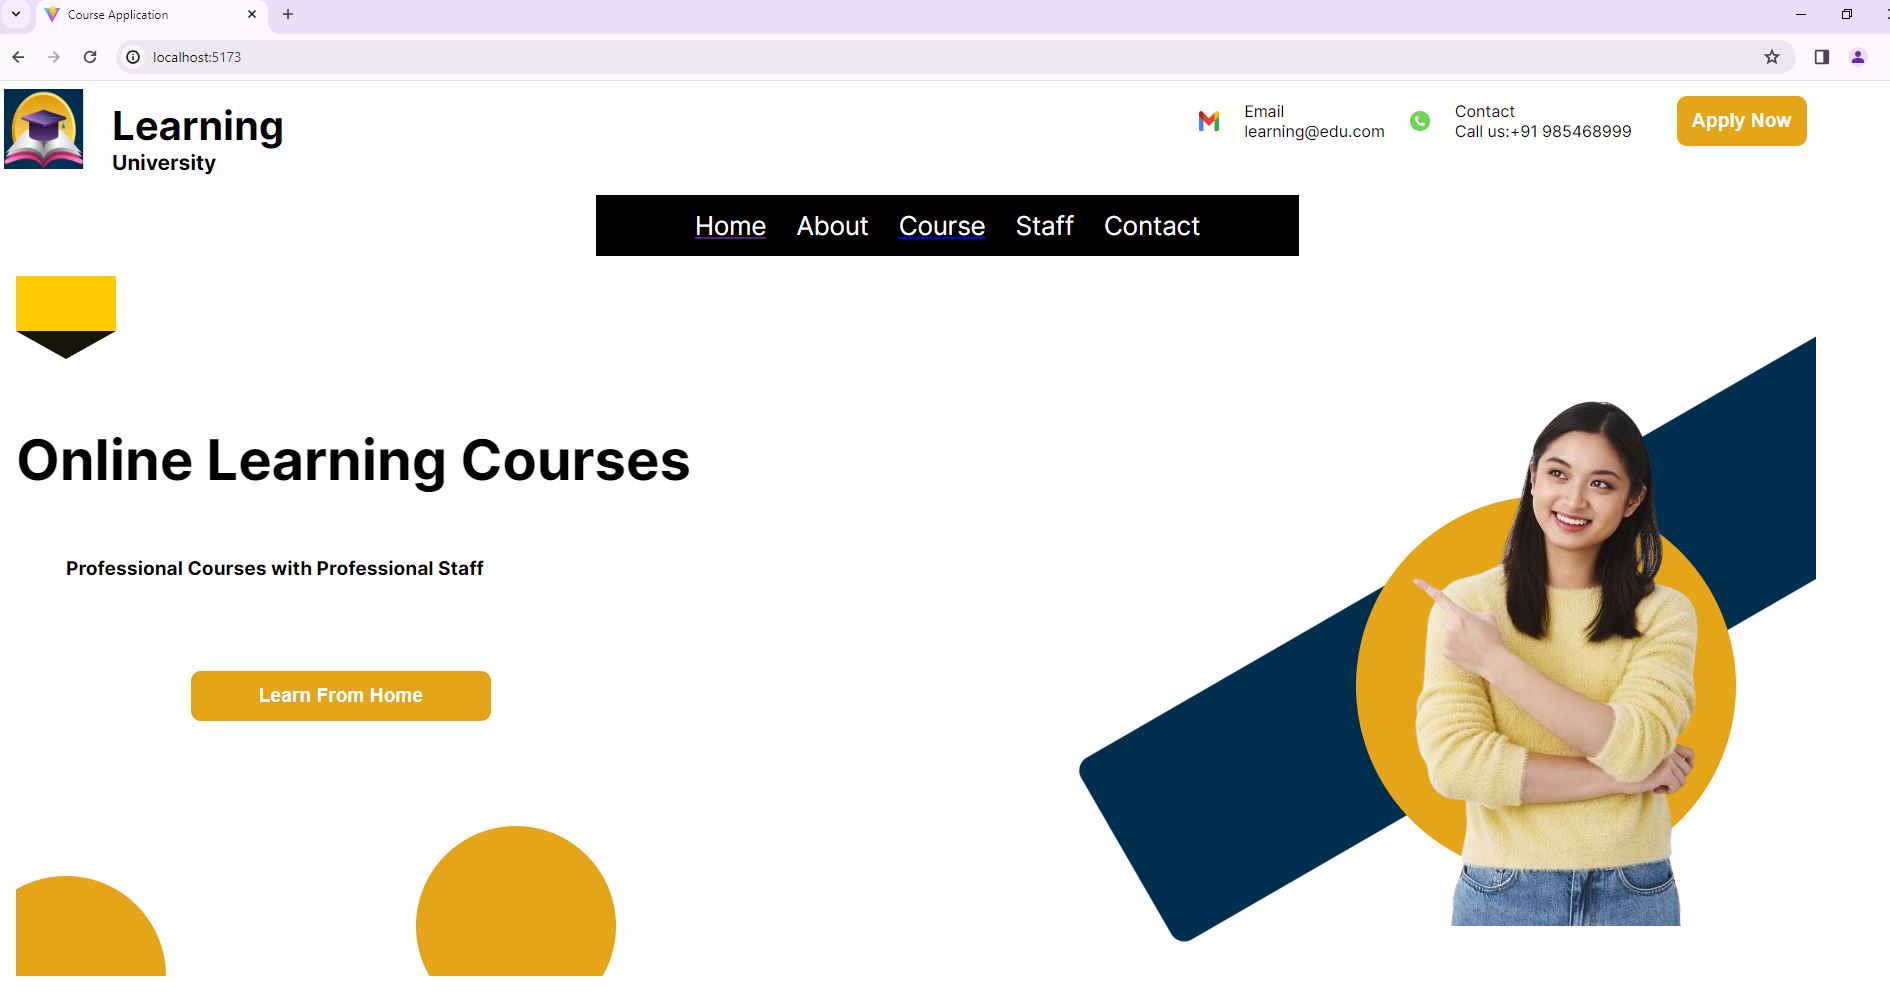 Course Application
localhost:5173
Learning
University
Email
learning@edu.com
Contact
Call us:+91 985468999
Apply Now
Home About Course Staff Contact
Online Learning Courses
Professional Courses with Professional Staff
Learn From Home